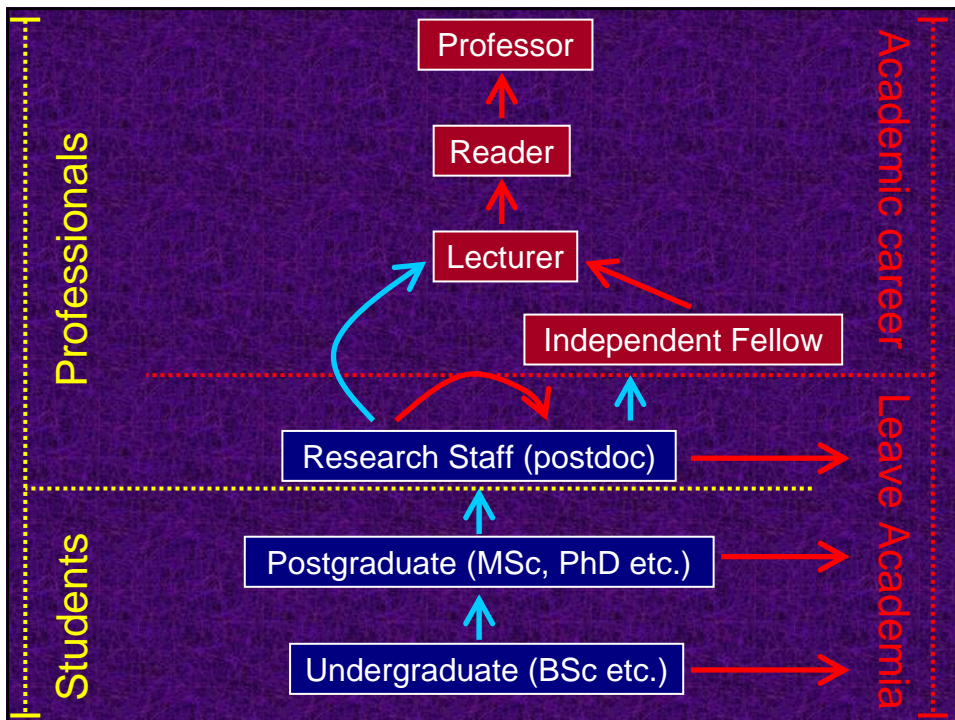 Professor
Reader
Lecturer
Independent Fellow
Research Staff (postdoc)
Postgraduate (MSc, PhD etc.)
Undergraduate (BSc etc.)
Professionals
Students
Academic career
Leave Academia